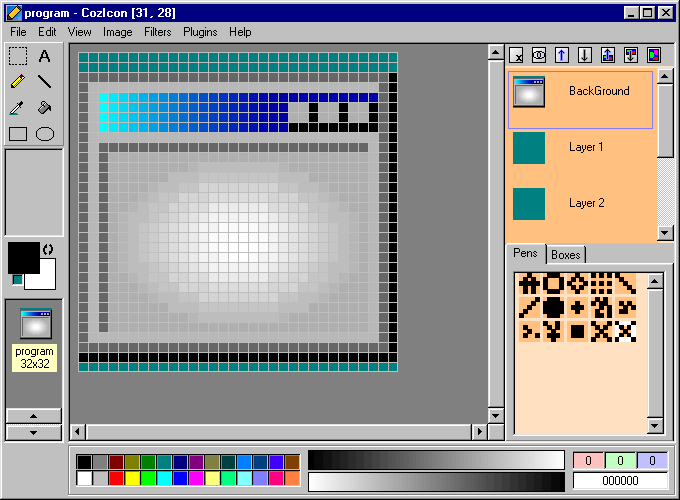 program - CozIcon [31, 28]
File Edit View Image Filters Plugins Help
A
BackGround
Layer 1
Layer 2
Pens Boxes
program
32x32
0 0 0
000000